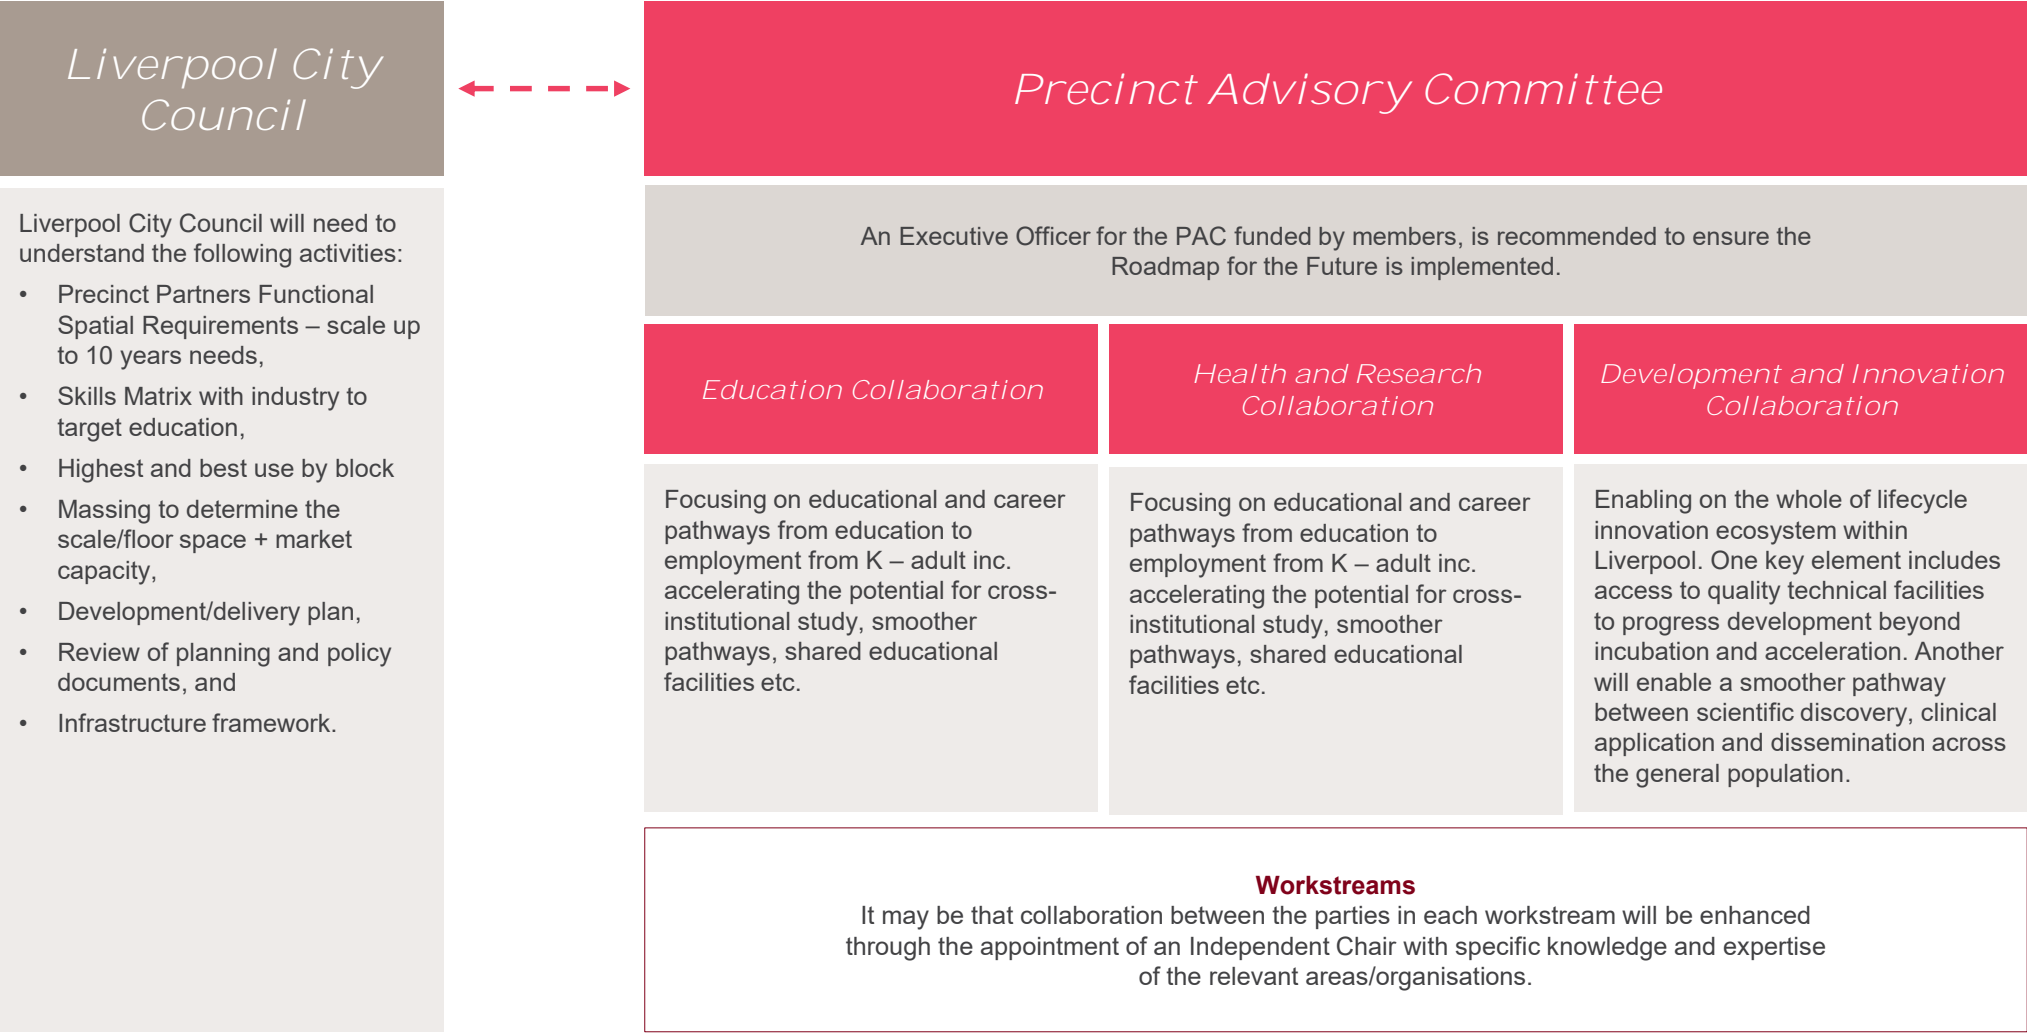 Liverpool City
Council
Liverpool City Council will need to
understand the following activities:
• Precinct Partners Functional
Spatial Requirements – scale up
to 10 years needs,
• Skills Matrix with industry to
target education,
• Highest and best use by block
• Massing to determine the
scale/floor space + market
capacity,
• Development/delivery plan,
• Review of planning and policy
documents, and
• Infrastructure framework.
Precinct Advisory Committee
An Executive Officer for the PAC funded by members, is recommended to ensure the
Roadmap for the Future is implemented.
Education Collaboration
Focusing on educational and career
pathways from education to
employment from K – adult inc.
accelerating the potential for cross-
institutional study, smoother
pathways, shared educational
facilities etc.
Health and Research
Collaboration
Focusing on educational and career
pathways from education to
employment from K – adult inc.
accelerating the potential for cross-
institutional study, smoother
pathways, shared educational
facilities etc.
Development and Innovation
Collaboration
Enabling on the whole of lifecycle
innovation ecosystem within
Liverpool. One key element includes
access to quality technical facilities
to progress development beyond
incubation and acceleration. Another
will enable a smoother pathway
between scientific discovery, clinical
application and dissemination across
the general population.
Workstreams
It may be that collaboration between the parties in each workstream will be enhanced
through the appointment of an Independent Chair with specific knowledge and expertise
of the relevant areas/organisations.